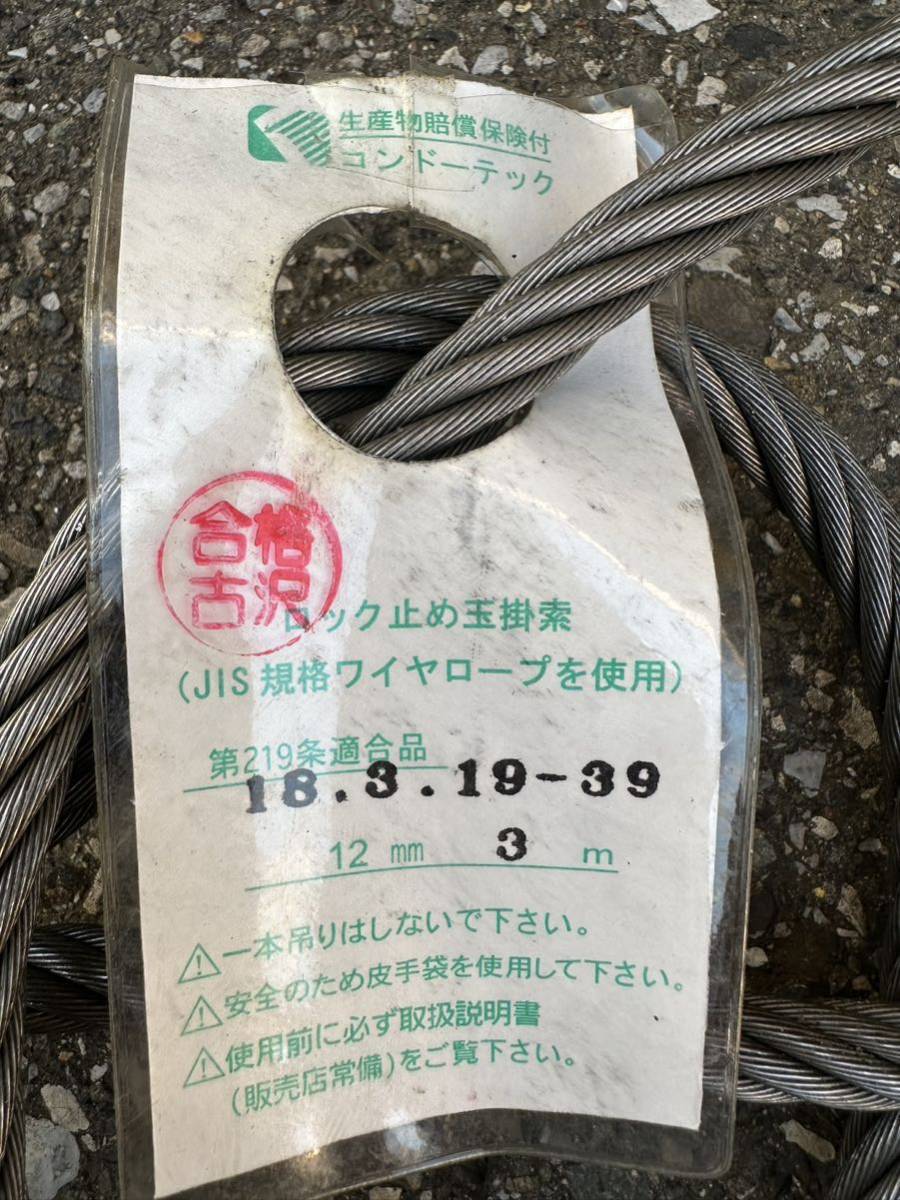 生産物賠償保険付
コンドーテック
合格
古沢
ロック止め玉掛索
(JIS規格ワイヤロープを使用)
第219条適合品
18.3.19-39
12 mm 3 m
⚠一本吊りはしないで下さい。
⚠安全のため皮手袋を使用して下さい。
⚠使用前に必ず取扱説明書
(販売店常備)をご覧下さい。